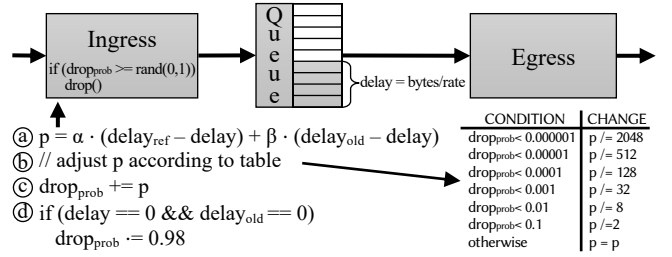 Ingress
if (drop_prob >= rand(0,1))
drop()
Queue
delay = bytes/rate
Egress
ⓐ p = α · (delay_ref – delay) + β · (delay_old – delay)
ⓑ // adjust p according to table
ⓒ drop_prob += p
ⓓ if (delay == 0 && delay_old == 0)
drop_prob ·= 0.98
CONDITION CHANGE
drop_prob< 0.000001 p /= 2048
drop_prob< 0.00001 p /= 512
drop_prob< 0.0001 p /= 128
drop_prob< 0.001 p /= 32
drop_prob< 0.01 p /= 8
drop_prob< 0.1 p /=2
otherwise p = p